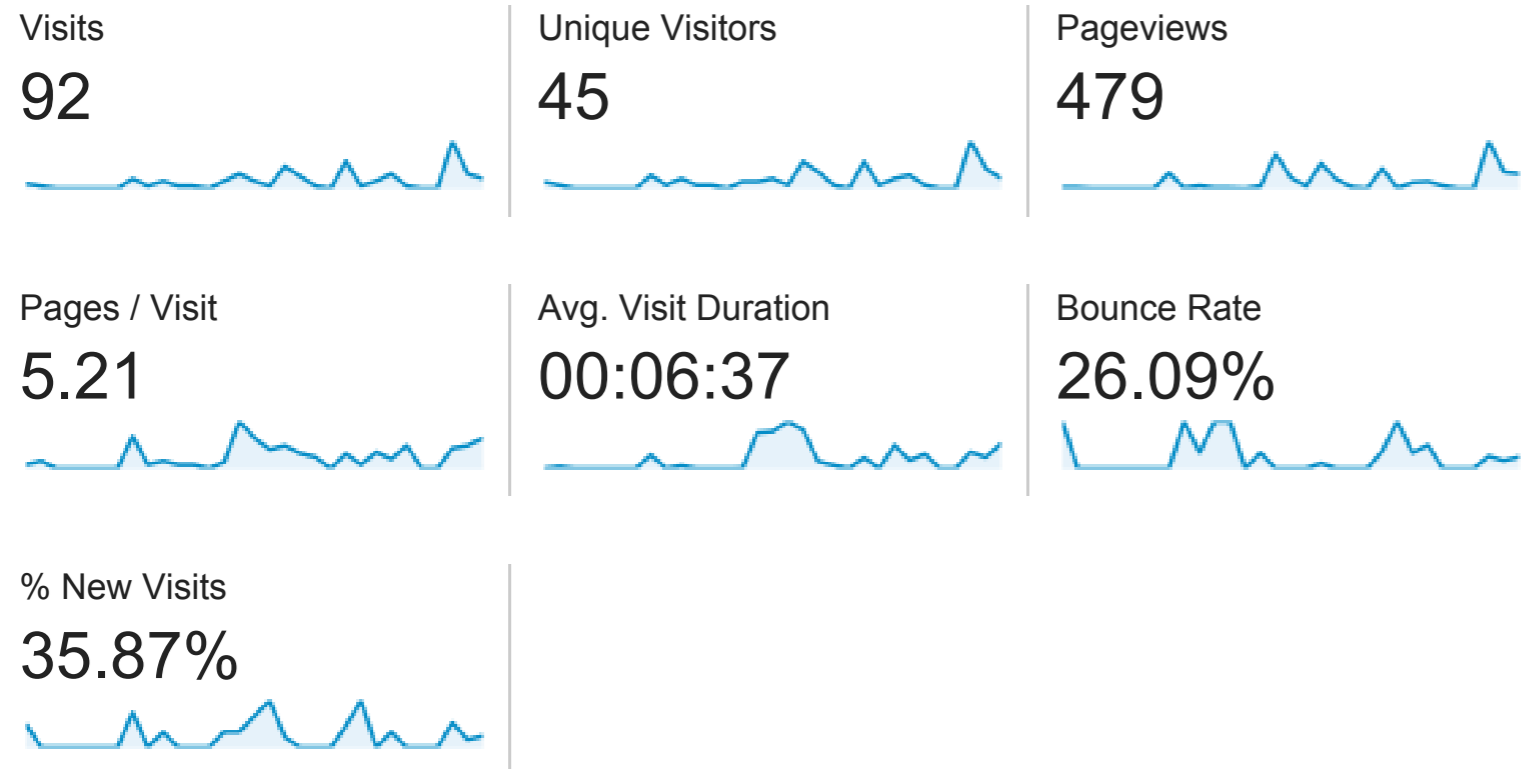 Visits
92
Unique Visitors
45
Pageviews
479
Pages / Visit
5.21
Avg. Visit Duration
00:06:37
Bounce Rate
26.09%
% New Visits
35.87%